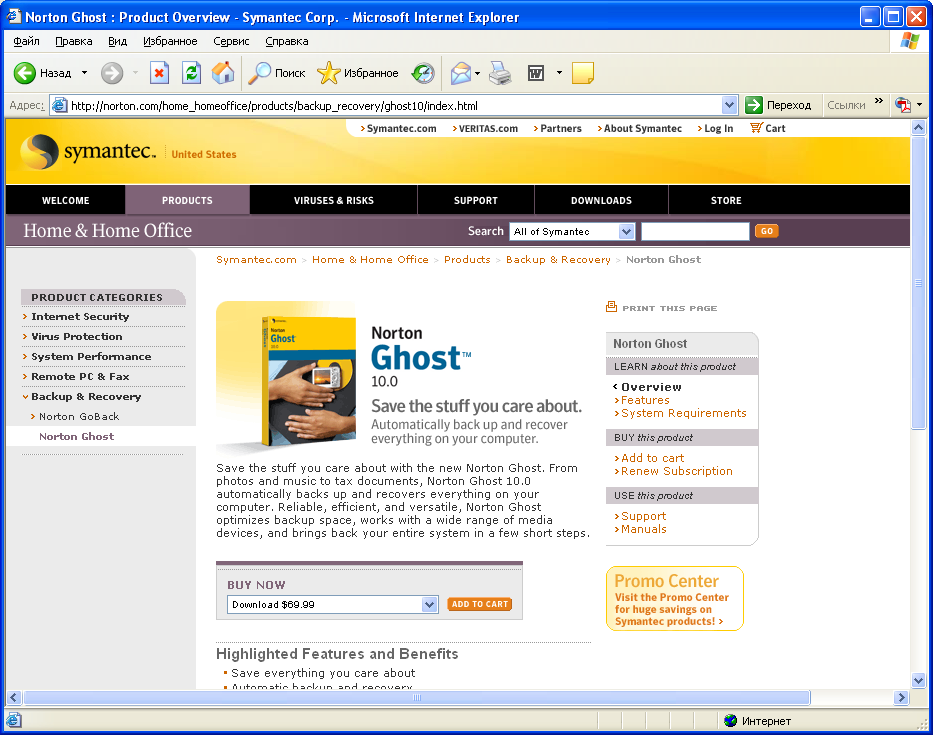 Norton Ghost : Product Overview - Symantec Corp. - Microsoft Internet Explorer
Файл Правка Вид Избранное Сервис Справка
Назад Поиск Избранное
Адрес: http://norton.com/home_homeoffice/products/backup_recovery/ghost10/index.html Переход Ссылки »
Symantec.com VERITAS.com Partners About Symantec Log In Cart
symantec™ United States
WELCOME PRODUCTS VIRUSES & RISKS SUPPORT DOWNLOADS STORE
Home & Home Office Search All of Symantec GO
Symantec.com > Home & Home Office > Products > Backup & Recovery > Norton Ghost
PRODUCT CATEGORIES
Internet Security
Virus Protection
System Performance
Remote PC & Fax
Backup & Recovery
Norton GoBack
Norton Ghost
Norton
Ghost
10.0
Norton
Ghost™
10.0
Save the stuff you care about.
Automatically back up and recover
everything on your computer.
Save the stuff you care about with the new Norton Ghost. From
photos and music to tax documents, Norton Ghost 10.0
automatically backs up and recovers everything on your
computer. Reliable, efficient, and versatile, Norton Ghost
optimizes backup space, works with a wide range of media
devices, and brings back your entire system in a few short steps.
BUY NOW
Download $69.99 ADD TO CART
Highlighted Features and Benefits
Save everything you care about
Automatic backup and recovery
PRINT THIS PAGE
Norton Ghost
LEARN about this product
Overview
Features
System Requirements
BUY this product
Add to cart
Renew Subscription
USE this product
Support
Manuals
Promo Center
Visit the Promo Center
for huge savings on
Symantec products! ›
Интернет